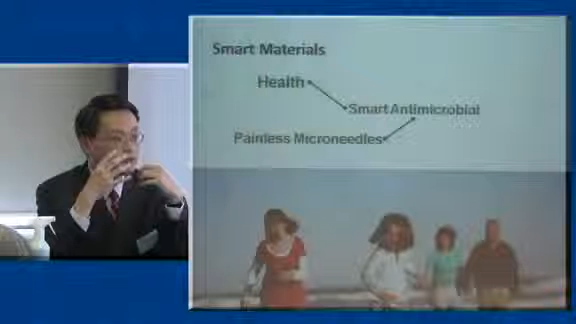 Smart Materials
Health
Smart Antimicrobial
Painless Microneedles